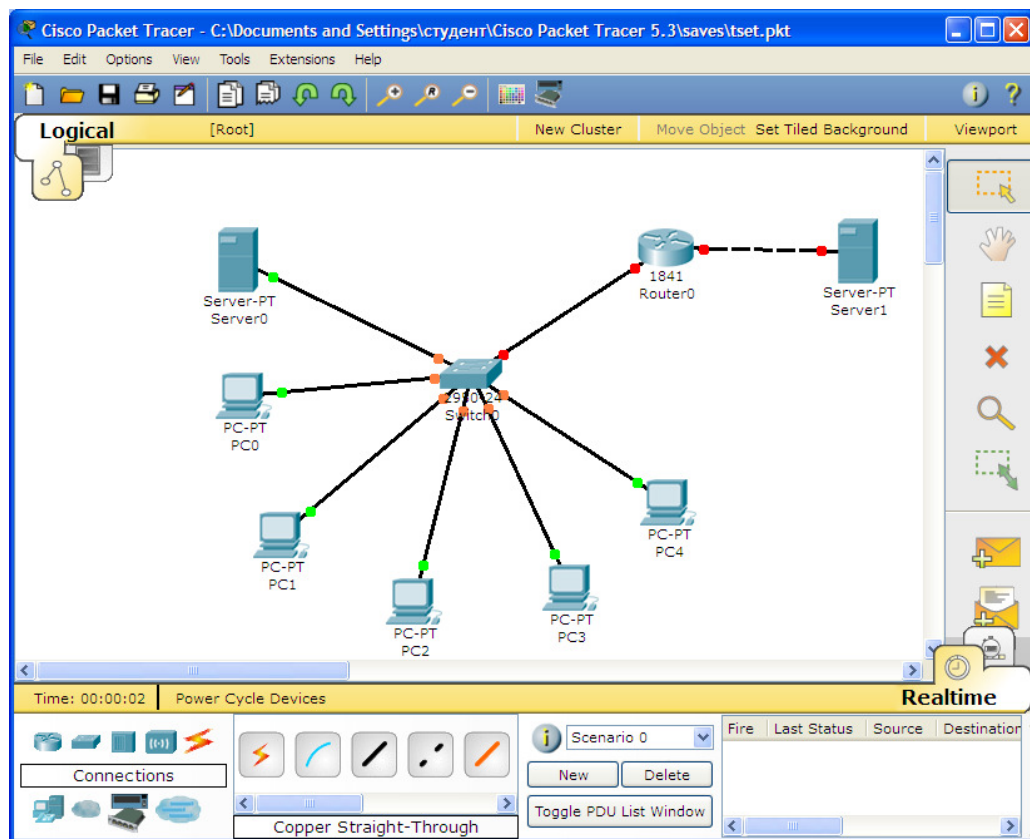 Cisco Packet Tracer - C:\Documents and Settings\студент\Cisco Packet Tracer 5.3\saves\tset.pkt
File Edit Options View Tools Extensions Help
Logical [Root] New Cluster Move Object Set Tiled Background Viewport
Server-PT
Server0
1841
Router0
Server-PT
Server1
2950-24
Switch0
PC-PT
PC0
PC-PT
PC1
PC-PT
PC2
PC-PT
PC3
PC-PT
PC4
Time: 00:00:02 Power Cycle Devices Realtime
Connections
Copper Straight-Through
Scenario 0
New Delete
Toggle PDU List Window
Fire Last Status Source Destination